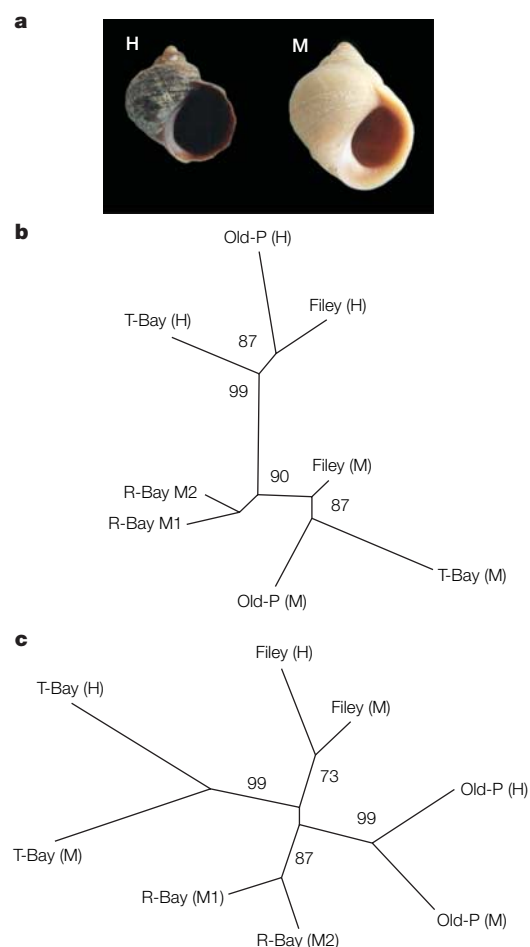 a
H
M
b
Old-P (H)
Filey (H)
T-Bay (H)
87
99
90
Filey (M)
R-Bay M2
87
R-Bay M1
T-Bay (M)
Old-P (M)
c
Filey (H)
T-Bay (H)
Filey (M)
73
99
Old-P (H)
99
T-Bay (M)
87
R-Bay (M1)
Old-P (M)
R-Bay (M2)